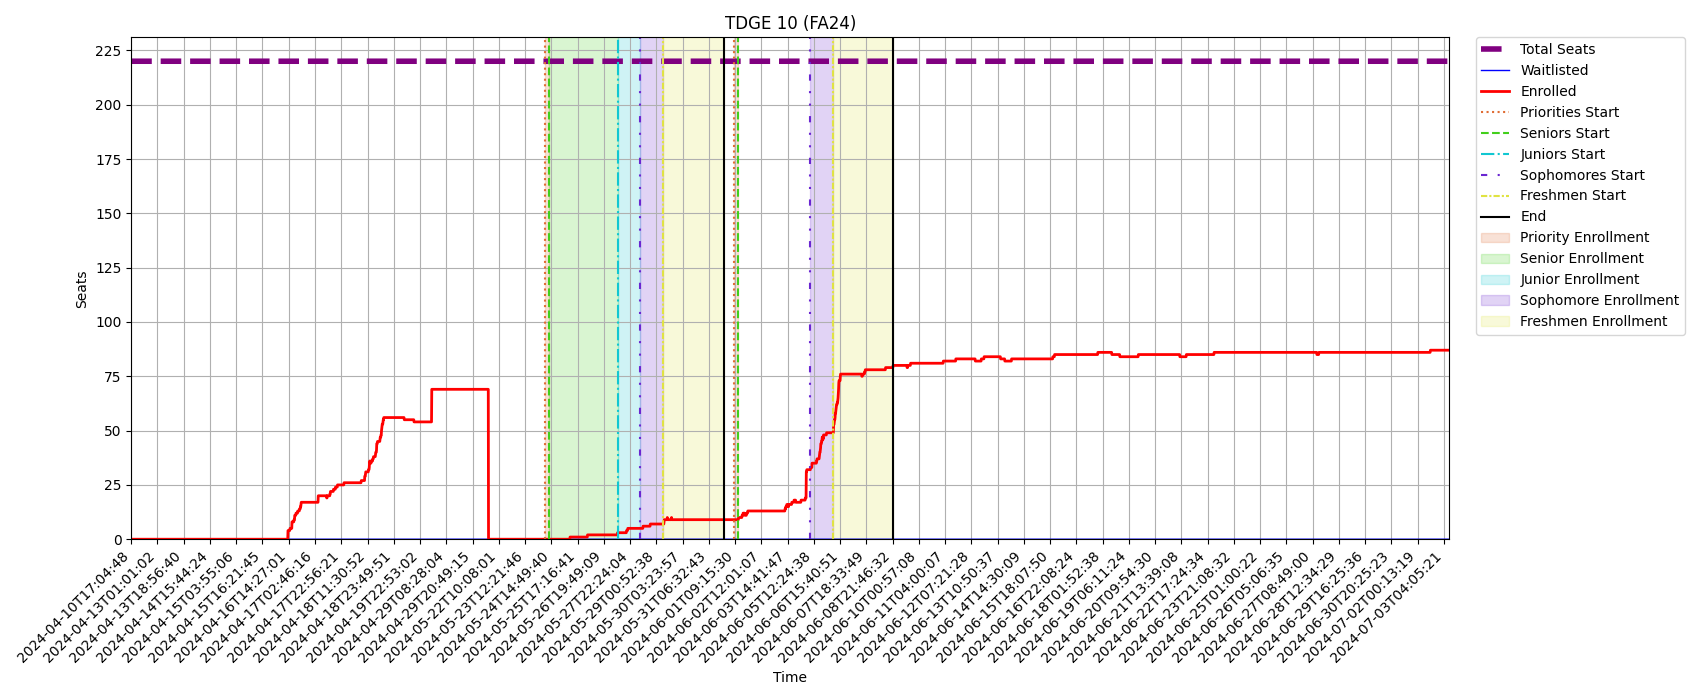 TDGE 10 (FA24)
225
200
175
150
125
100
75
50
25
0
Seats
2024-04-10T17:04:48
2024-04-13T01:01:02
2024-04-13T18:56:40
2024-04-14T15:44:24
2024-04-15T03:55:06
2024-04-15T16:21:45
2024-04-16T14:27:01
2024-04-17T02:46:16
2024-04-17T22:56:21
2024-04-18T11:30:52
2024-04-18T23:49:51
2024-04-19T22:53:02
2024-04-29T08:28:04
2024-04-29T20:49:15
2024-05-22T10:08:01
2024-05-23T12:21:46
2024-05-24T14:49:40
2024-05-25T17:16:41
2024-05-26T19:49:09
2024-05-27T22:24:04
2024-05-29T00:52:38
2024-05-30T03:23:57
2024-05-31T06:32:43
2024-06-01T09:15:30
2024-06-02T12:01:07
2024-06-03T14:41:47
2024-06-05T12:24:38
2024-06-06T15:40:51
2024-06-07T18:33:49
2024-06-08T21:46:32
2024-06-10T00:57:08
2024-06-11T04:00:07
2024-06-12T07:21:28
2024-06-13T10:50:37
2024-06-14T14:30:09
2024-06-15T18:07:50
2024-06-16T22:08:24
2024-06-18T01:52:38
2024-06-19T06:11:24
2024-06-20T09:54:30
2024-06-21T13:39:08
2024-06-22T17:24:34
2024-06-23T21:08:32
2024-06-25T01:00:22
2024-06-26T05:06:35
2024-06-27T08:49:00
2024-06-28T12:34:29
2024-06-29T16:25:36
2024-06-30T20:25:23
2024-07-02T00:13:19
2024-07-03T04:05:21
Time
Total Seats
Waitlisted
Enrolled
Priorities Start
Seniors Start
Juniors Start
Sophomores Start
Freshmen Start
End
Priority Enrollment
Senior Enrollment
Junior Enrollment
Sophomore Enrollment
Freshmen Enrollment